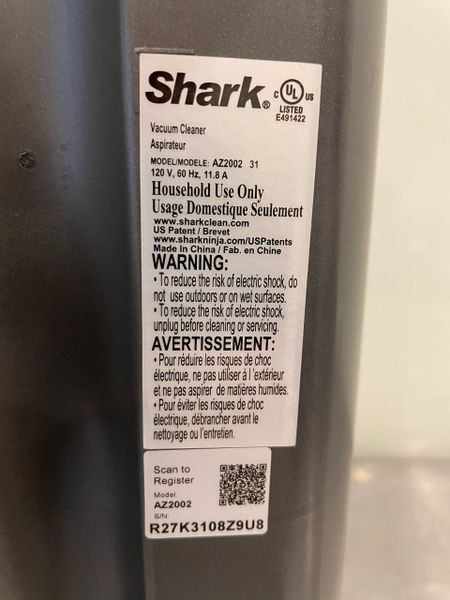 Shark®
C UL US
LISTED
E491422
Vacuum Cleaner
Aspirateur
MODEL/MODELE: AZ2002 31
120 V, 60 Hz, 11.8 A
Household Use Only
Usage Domestique Seulement
www.sharkclean.com
US Patent / Brevet
www.sharkninja.com/USPatents
Made In China / Fab. en Chine
WARNING:
• To reduce the risk of electric shock, do
not use outdoors or on wet surfaces.
• To reduce the risk of electric shock,
unplug before cleaning or servicing.
AVERTISSEMENT:
• Pour réduire les risques de choc
électrique, ne pas utiliser à l'extérieur
et ne pas aspirer de matières humides.
• Pour éviter les risques de choc
électrique, débrancher avant le
nettoyage ou l'entretien.
Scan to
Register
Model:
AZ2002
S/N:
R27K3108Z9U8